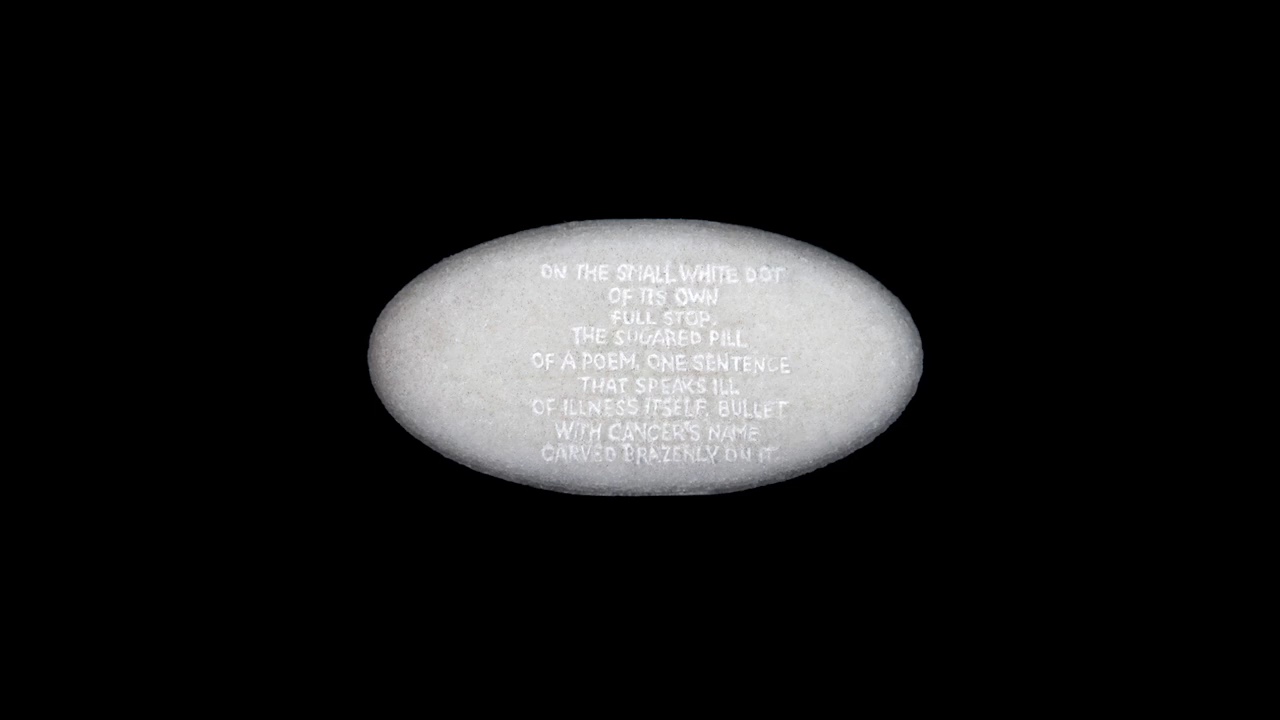 ON THE SMALL WHITE DOT
OF ITS OWN
FULL STOP,
THE SUGARED PILL
OF A POEM, ONE SENTENCE
THAT SPEAKS ILL
OF ILLNESS ITSELF, BULLET
WITH CANCER'S NAME
CARVED BRAZENLY ON IT.